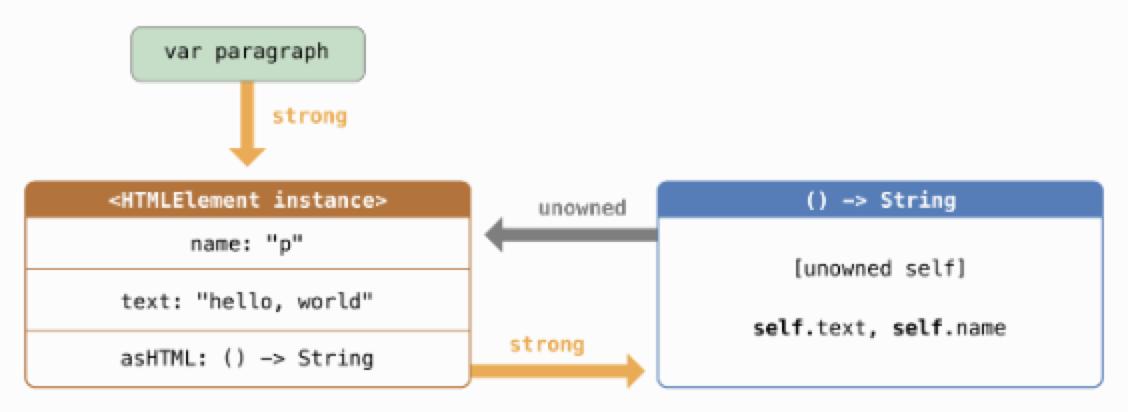 var paragraph
strong
<HTMLElement instance>
name: "p"
text: "hello, world"
asHTML: () -> String
unowned
strong
() -> String
[unowned self]
self.text, self.name